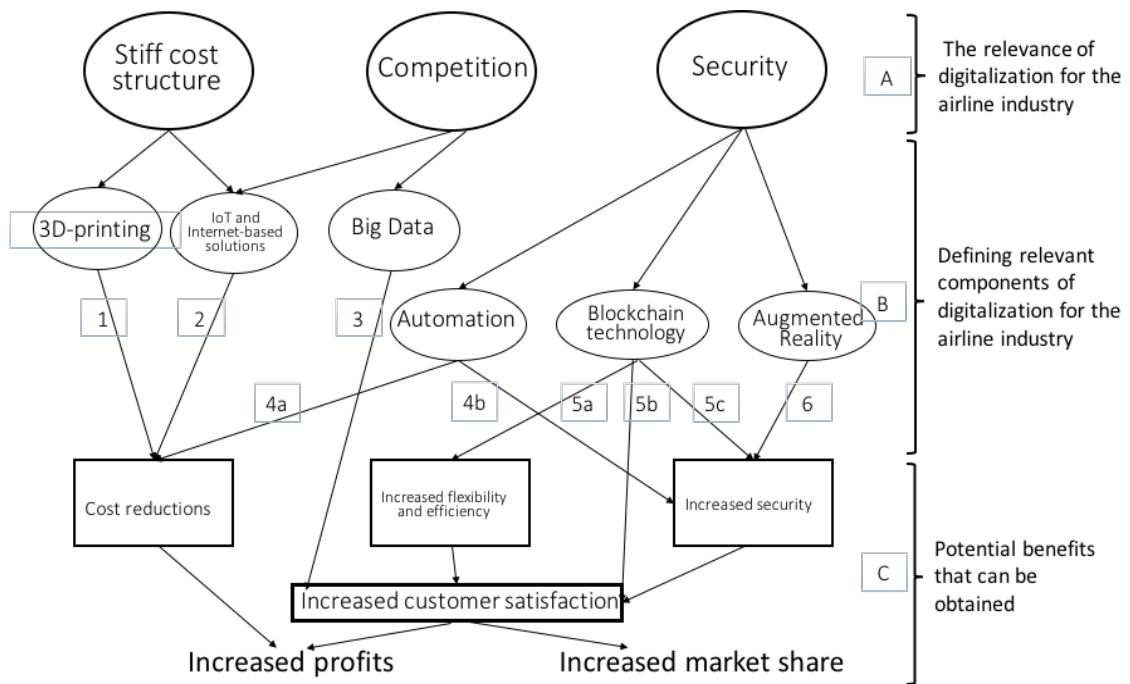 Stiff cost
structure
Competition
Security
A
The relevance of
digitalization for the
airline industry
3D-printing
IoT and
Internet-based
solutions
Big Data
Automation
Blockchain
technology
Augmented
Reality
B
Defining relevant
components of
digitalization for the
airline industry
1
2
3
4a
4b
5a
5b
5c
6
Cost reductions
Increased flexibility
and efficiency
Increased security
C
Potential benefits
that can be
obtained
Increased customer satisfaction
Increased profits
Increased market share